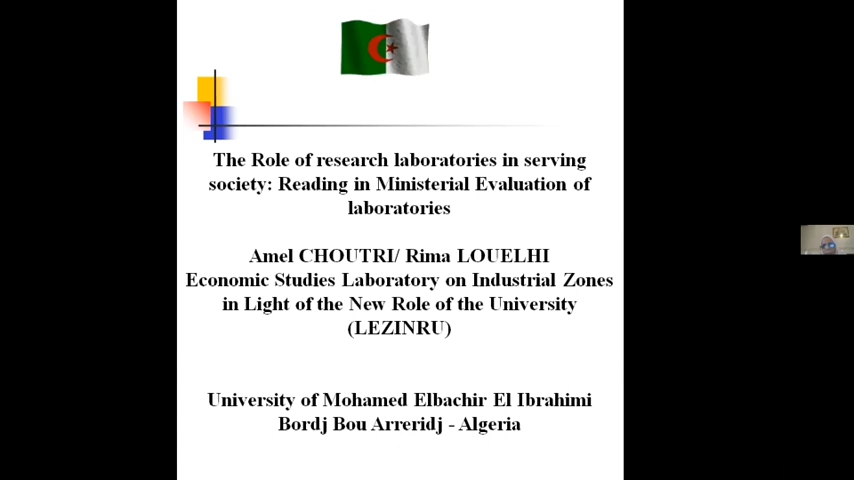 The Role of research laboratories in serving
society: Reading in Ministerial Evaluation of
laboratories
Amel CHOUTRI/ Rima LOUELHI
Economic Studies Laboratory on Industrial Zones
in Light of the New Role of the University
(LEZINRU)
University of Mohamed Elbachir El Ibrahimi
Bordj Bou Arreridj - Algeria